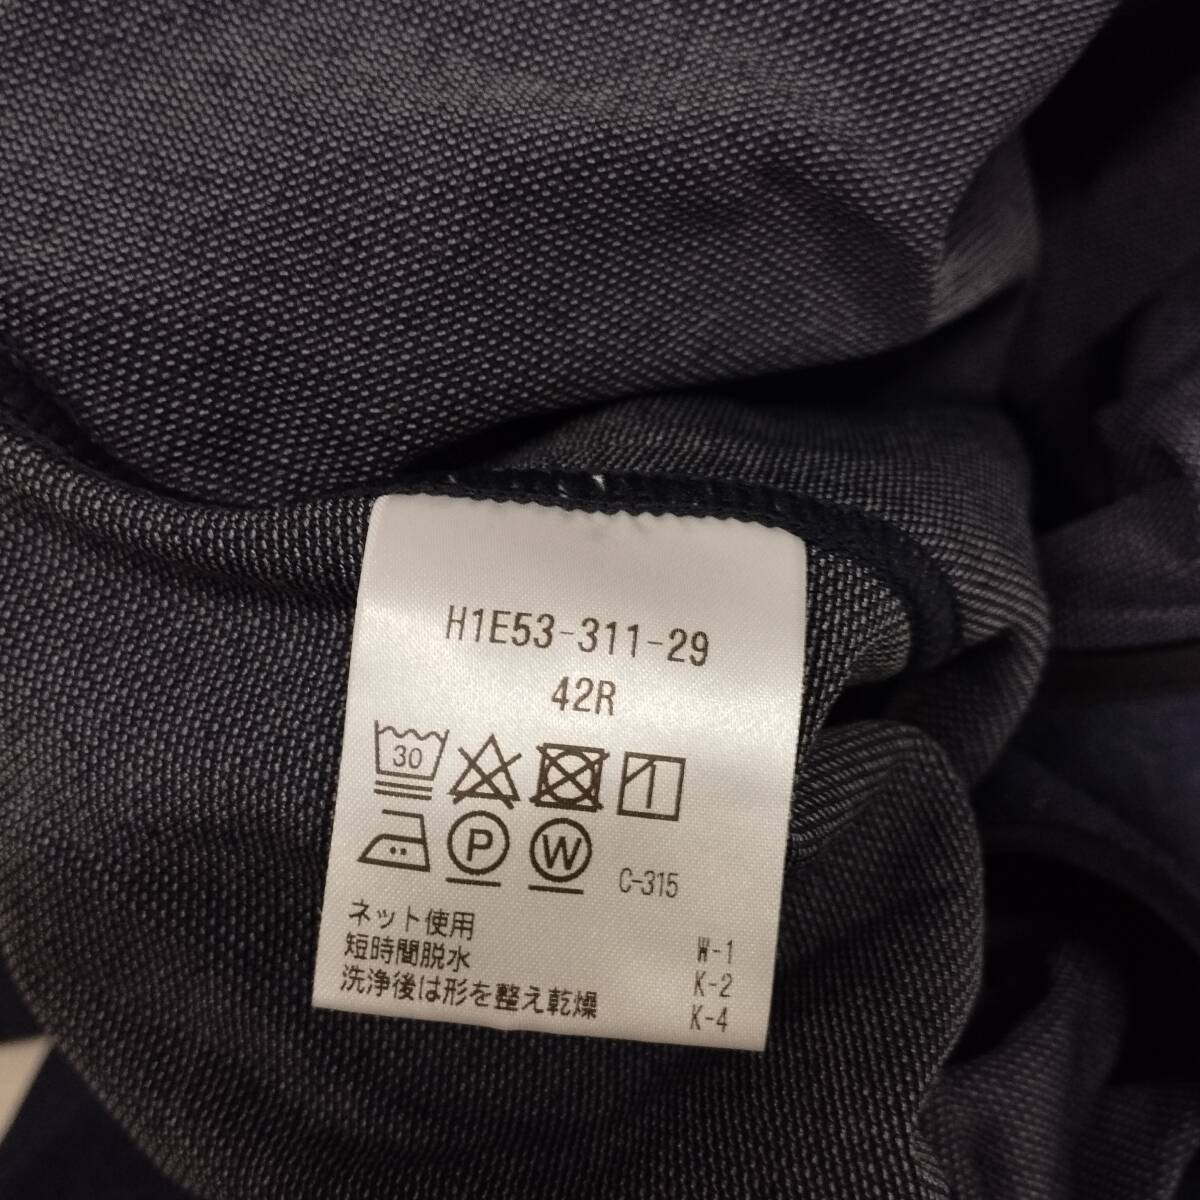 H1E53-311-29
42R
30
P W C-315
ネット使用
短時間脱水
洗浄後は形を整え乾燥
W-1
K-2
K-4